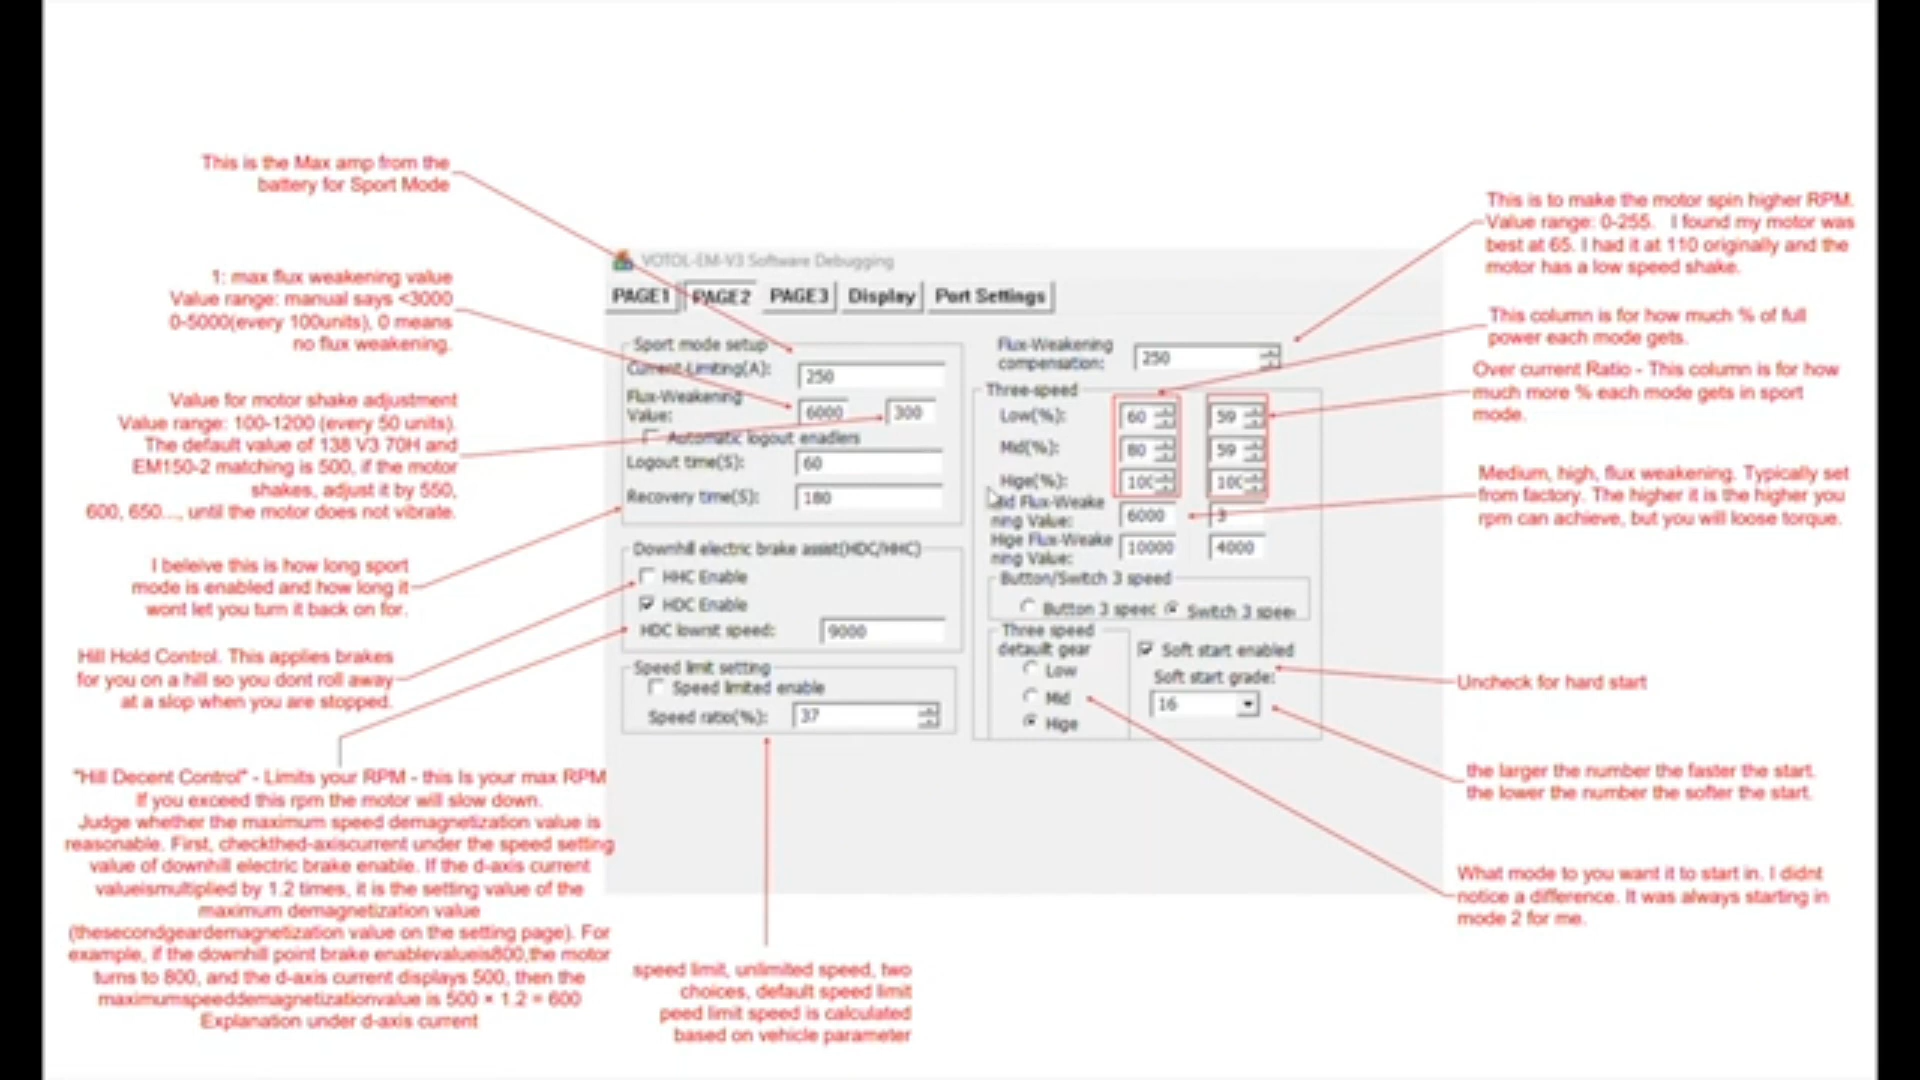 This is the Max amp from the
battery for Sport Mode
1: max flux weakening value
Value range: manual says <3000
0-5000(every 100units), 0 means
no flux weakening.
Value for motor shake adjustment
Value range: 100-1200 (every 50 units).
The default value of 138 V3 70H and
EM150-2 matching is 500, if the motor
shakes, adjust it by 550,
600, 650..., until the motor does not vibrate.
I beleive this is how long sport
mode is enabled and how long it
wont let you turn it back on for.
Hill Hold Control. This applies brakes
for you on a hill so you dont roll away
at a slop when you are stopped.
"Hill Decent Control" - Limits your RPM - this Is your max RPM
If you exceed this rpm the motor will slow down.
Judge whether the maximum speed demagnetization value is
reasonable. First, checkthed-axiscurrent under the speed setting
value of downhill electric brake enable. If the d-axis current
valueismultiplied by 1.2 times, it is the setting value of the
maximum demagnetization value
(thesecondgeardemagnetization value on the setting page). For
example, if the downhill point brake enablevalueis800,the motor
turns to 800, and the d-axis current displays 500, then the
maximumspeeddemagnetizationvalue is 500 × 1.2 = 600
Explanation under d-axis current
VOTOL-EM-V3 Software Debugging
PAGE1 PAGE2 PAGE3 Display Port Settings
Sport mode setup
Current-Limiting(A): 250
Flux-Weakening
Value: 6000 300
Automatic logout enadlers
Logout time(S): 60
Recovery time(S): 180
Downhill electric brake assist(HDC/HHC)
HHC Enable
HDC Enable
HDC lowrst speed: 9000
Speed limit setting
Speed limited enable
Speed ratio(%): 37
Flux-Weakening
compensation: 250
Three-speed
Low(%): 60 59
Mid(%): 80 59
Hige(%): 10C 10C
Flux-Weake
ning Value: 6000 3
Hige Flux-Weake
ning Value: 10000 4000
Button/Switch 3 speed
Button 3 speec Switch 3 speer
Three speed
detault gear
Low
Mid
Hige
Soft start enabled
Soft start grade:
16
speed limit, unlimited speed, two
choices, default speed limit
peed limit speed is calculated
based on vehicle parameter
This is to make the motor spin higher RPM.
Value range: 0-255. I found my motor was
best at 65. I had it at 110 originally and the
motor has a low speed shake.
This column is for how much % of full
power each mode gets.
Over current Ratio - This column is for how
much more % each mode gets in sport
mode.
Medium, high, flux weakening. Typically set
from factory. The higher it is the higher you
rpm can achieve, but you will loose torque.
Uncheck for hard start
the larger the number the faster the start.
the lower the number the softer the start.
What mode to you want it to start in. I didnt
notice a difference. It was always starting in
mode 2 for me.